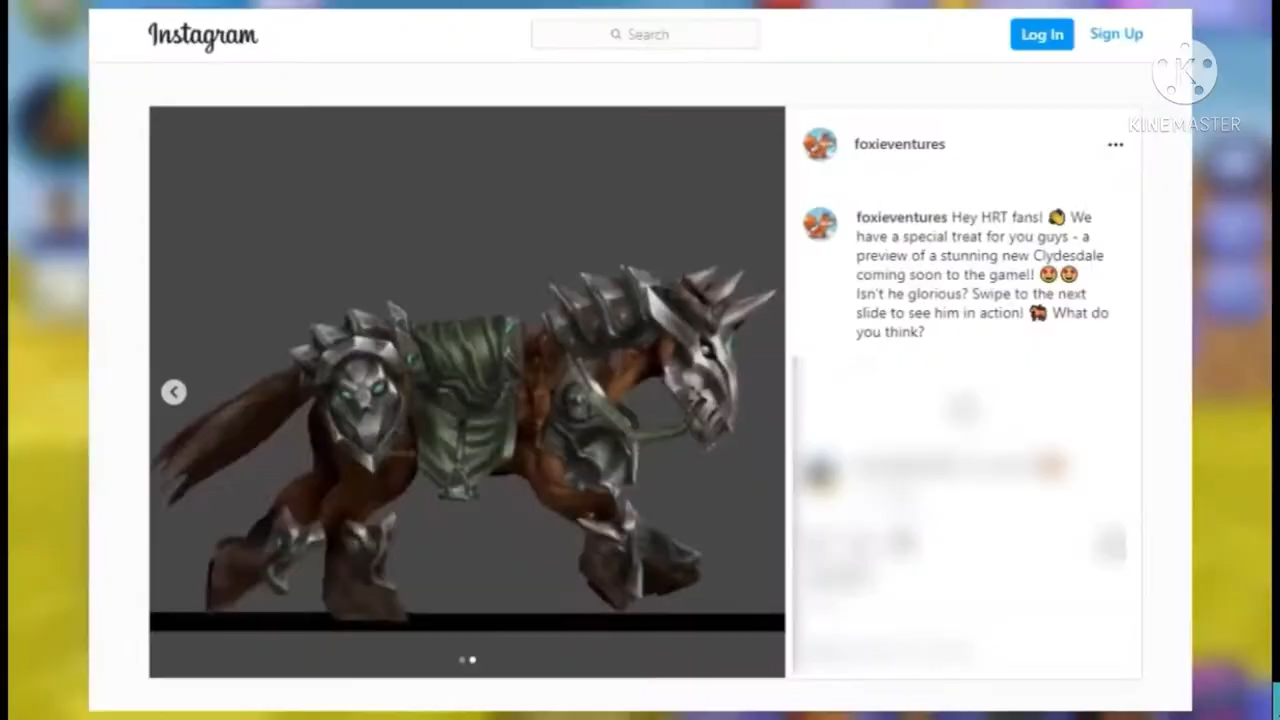 Instagram
Search
Log In
Sign Up
K
KINEMASTER
foxieventures
foxieventures Hey HRT fans! 👏 We
have a special treat for you guys - a
preview of a stunning new Clydesdale
coming soon to the game!! 🤩🤩
Isn't he glorious? Swipe to the next
slide to see him in action! 🐎 What do
you think?